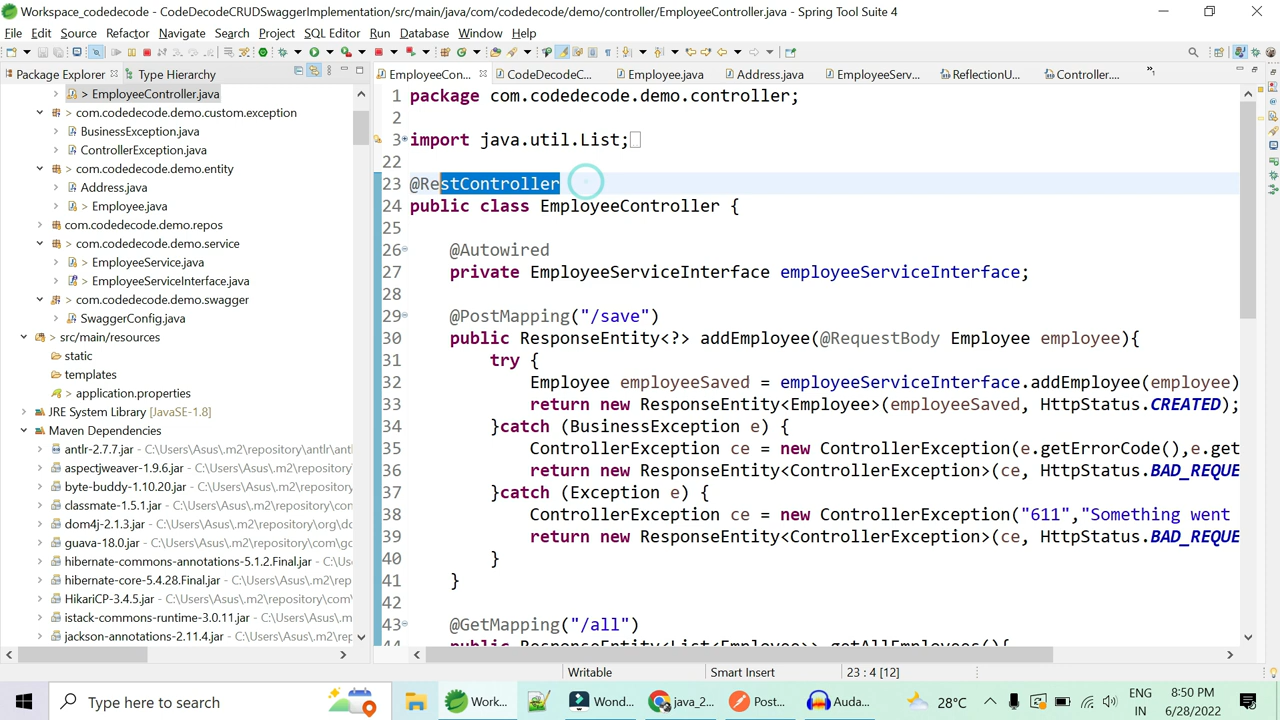 Workspace_codedecode - CodeDecodeCRUDSwaggerImplementation/src/main/java/com/codedecode/demo/controller/EmployeeController.java - Spring Tool Suite 4
File Edit Source Refactor Navigate Search Project SQL Editor Run Database Window Help
Package Explorer Type Hierarchy
EmployeeCon... CodeDecodeC... Employee.java Address.java EmployeeServ... ReflectionU... Controller....
> EmployeeController.java
> com.codedecode.demo.custom.exception
BusinessException.java
ControllerException.java
> com.codedecode.demo.entity
Address.java
> Employee.java
com.codedecode.demo.repos
> com.codedecode.demo.service
> EmployeeService.java
> EmployeeServiceInterface.java
> com.codedecode.demo.swagger
> SwaggerConfig.java
> src/main/resources
static
templates
> application.properties
JRE System Library [JavaSE-1.8]
Maven Dependencies
antlr-2.7.7.jar - C:\Users\Asus\.m2\repository\antlr\ant
aspectjweaver-1.9.6.jar - C:\Users\Asus\.m2\repository
byte-buddy-1.10.20.jar - C:\Users\Asus\.m2\repository\
classmate-1.5.1.jar - C:\Users\Asus\.m2\repository\com
dom4j-2.1.3.jar - C:\Users\Asus\.m2\repository\org\do
guava-18.0.jar - C:\Users\Asus\.m2\repository\com\go
hibernate-commons-annotations-5.1.2.Final.jar - C:\Use
hibernate-core-5.4.28.Final.jar - C:\Users\Asus\.m2\rep
HikariCP-3.4.5.jar - C:\Users\Asus\.m2\repository\com\
istack-commons-runtime-3.0.11.jar - C:\Users\Asus\.m2
jackson-annotations-2.11.4.jar - C:\Users\Asus\.m2\rep
1 package com.codedecode.demo.controller;
2
3 import java.util.List;
22
23 @RestController
24 public class EmployeeController {
25
26 @Autowired
27 private EmployeeServiceInterface employeeServiceInterface;
28
29 @PostMapping("/save")
30 public ResponseEntity<?> addEmployee(@RequestBody Employee employee){
31 try {
32 Employee employeeSaved = employeeServiceInterface.addEmployee(employee)
33 return new ResponseEntity<Employee>(employeeSaved, HttpStatus.CREATED);
34 }catch (BusinessException e) {
35 ControllerException ce = new ControllerException(e.getErrorCode(),e.get
36 return new ResponseEntity<ControllerException>(ce, HttpStatus.BAD_REQUE
37 }catch (Exception e) {
38 ControllerException ce = new ControllerException("611","Something went
39 return new ResponseEntity<ControllerException>(ce, HttpStatus.BAD_REQUE
40 }
41 }
42
43 @GetMapping("/all")
44 public ResponseEntity<List<Employee>> getAllEmployees(){
Writable Smart Insert 23 : 4 [12]
Type here to search Work... Wond... java_2... Post... Auda... 28°C ENG IN 8:50 PM 6/28/2022